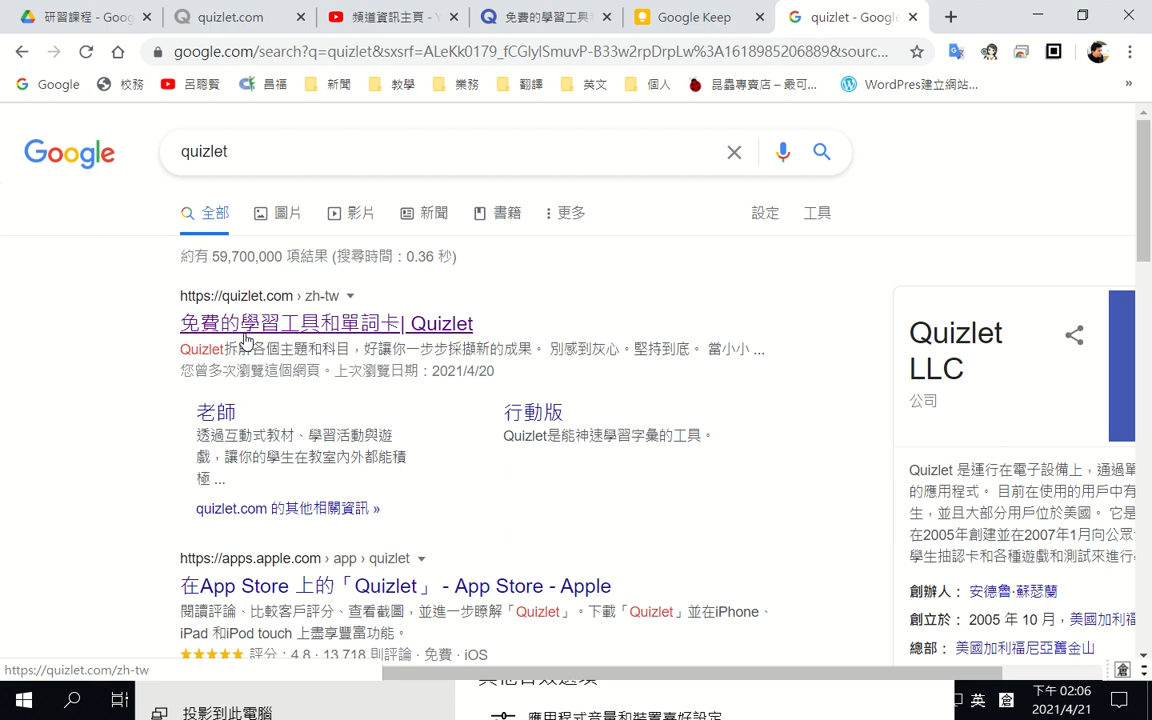 研習課程 - Goog
quizlet.com
頻道資訊主頁 - Y
免費的學習工具
Google Keep
quizlet - Google
google.com/search?q=quizlet&sxsrf=ALeKk0179_fCGlylSmuvP-B33w2rpDrpLw%3A1618985206889&sourc...
Google
校務
呂聰賢
昌福
新聞
教學
業務
翻譯
英文
個人
昆蟲專賣店 – 最可...
WordPres建立網站...
»
Google
quizlet
全部
圖片
影片
新聞
書籍
更多
設定
工具
約有 59,700,000 項結果 (搜尋時間：0.36 秒)
https://quizlet.com › zh-tw
免費的學習工具和單詞卡| Quizlet
Quizlet拆解各個主題和科目，好讓你一步步採擷新的成果。 別感到灰心。堅持到底。 當小小 ...
您曾多次瀏覽這個網頁。上次瀏覽日期：2021/4/20
老師
透過互動式教材、學習活動與遊
戲，讓你的學生在教室內外都能積
極 ...
行動版
Quizlet是能神速學習字彙的工具。
quizlet.com 的其他相關資訊 »
https://apps.apple.com › app › quizlet
在App Store 上的「Quizlet」 - App Store - Apple
閱讀評論、比較客戶評分、查看截圖，並進一步瞭解「Quizlet」。下載「Quizlet」並在iPhone、
iPad 和iPod touch 上盡享豐富功能。
評分：4.8 · 13,718 則評論 · 免費 · iOS
Quizlet
LLC
公司
Quizlet 是運行在電子設備上，通過單
的應用程式。 目前在使用的用戶中有
生，並且大部分用戶位於美國。 它是
在2005年創建並在2007年1月向公眾
學生抽認卡和各種遊戲和測試來進行
創辦人： 安德魯·蘇瑟蘭
創立於： 2005 年 10 月，美國加利福
總部： 美國加利福尼亞舊金山
https://quizlet.com/zh-tw
投影到此電腦
其他音效選項
應用程式音量和裝置喜好設定
英
倉
下午 02:06
2021/4/21